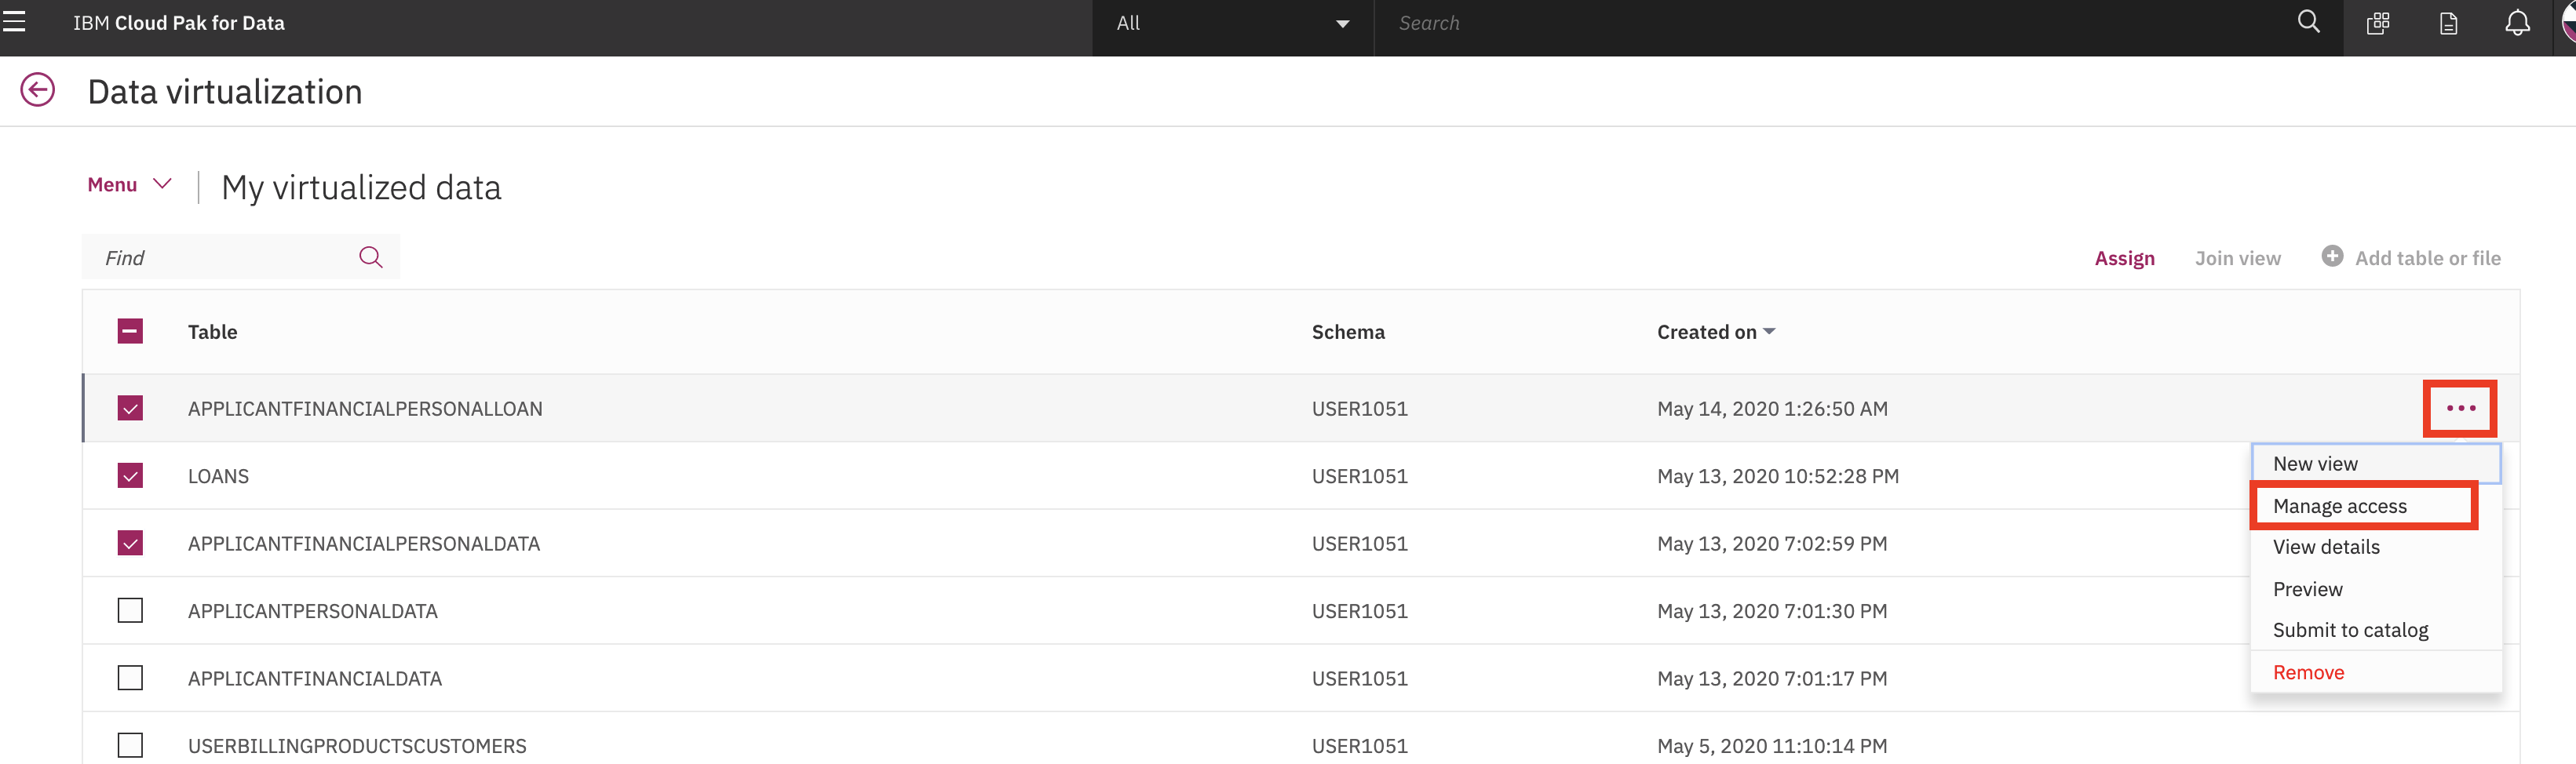 IBM Cloud Pak for Data All Search
Data virtualization
Menu My virtualized data
Find Assign Join view Add table or file
Table Schema Created on
APPLICANTFINANCIALPERSONALLOAN USER1051 May 14, 2020 1:26:50 AM
New view
LOANS USER1051 May 13, 2020 10:52:28 PM
Manage access
APPLICANTFINANCIALPERSONALDATA USER1051 May 13, 2020 7:02:59 PM
View details
Preview
APPLICANTPERSONALDATA USER1051 May 13, 2020 7:01:30 PM
Submit to catalog
APPLICANTFINANCIALDATA USER1051 May 13, 2020 7:01:17 PM
Remove
USERBILLINGPRODUCTSCUSTOMERS USER1051 May 5, 2020 11:10:14 PM